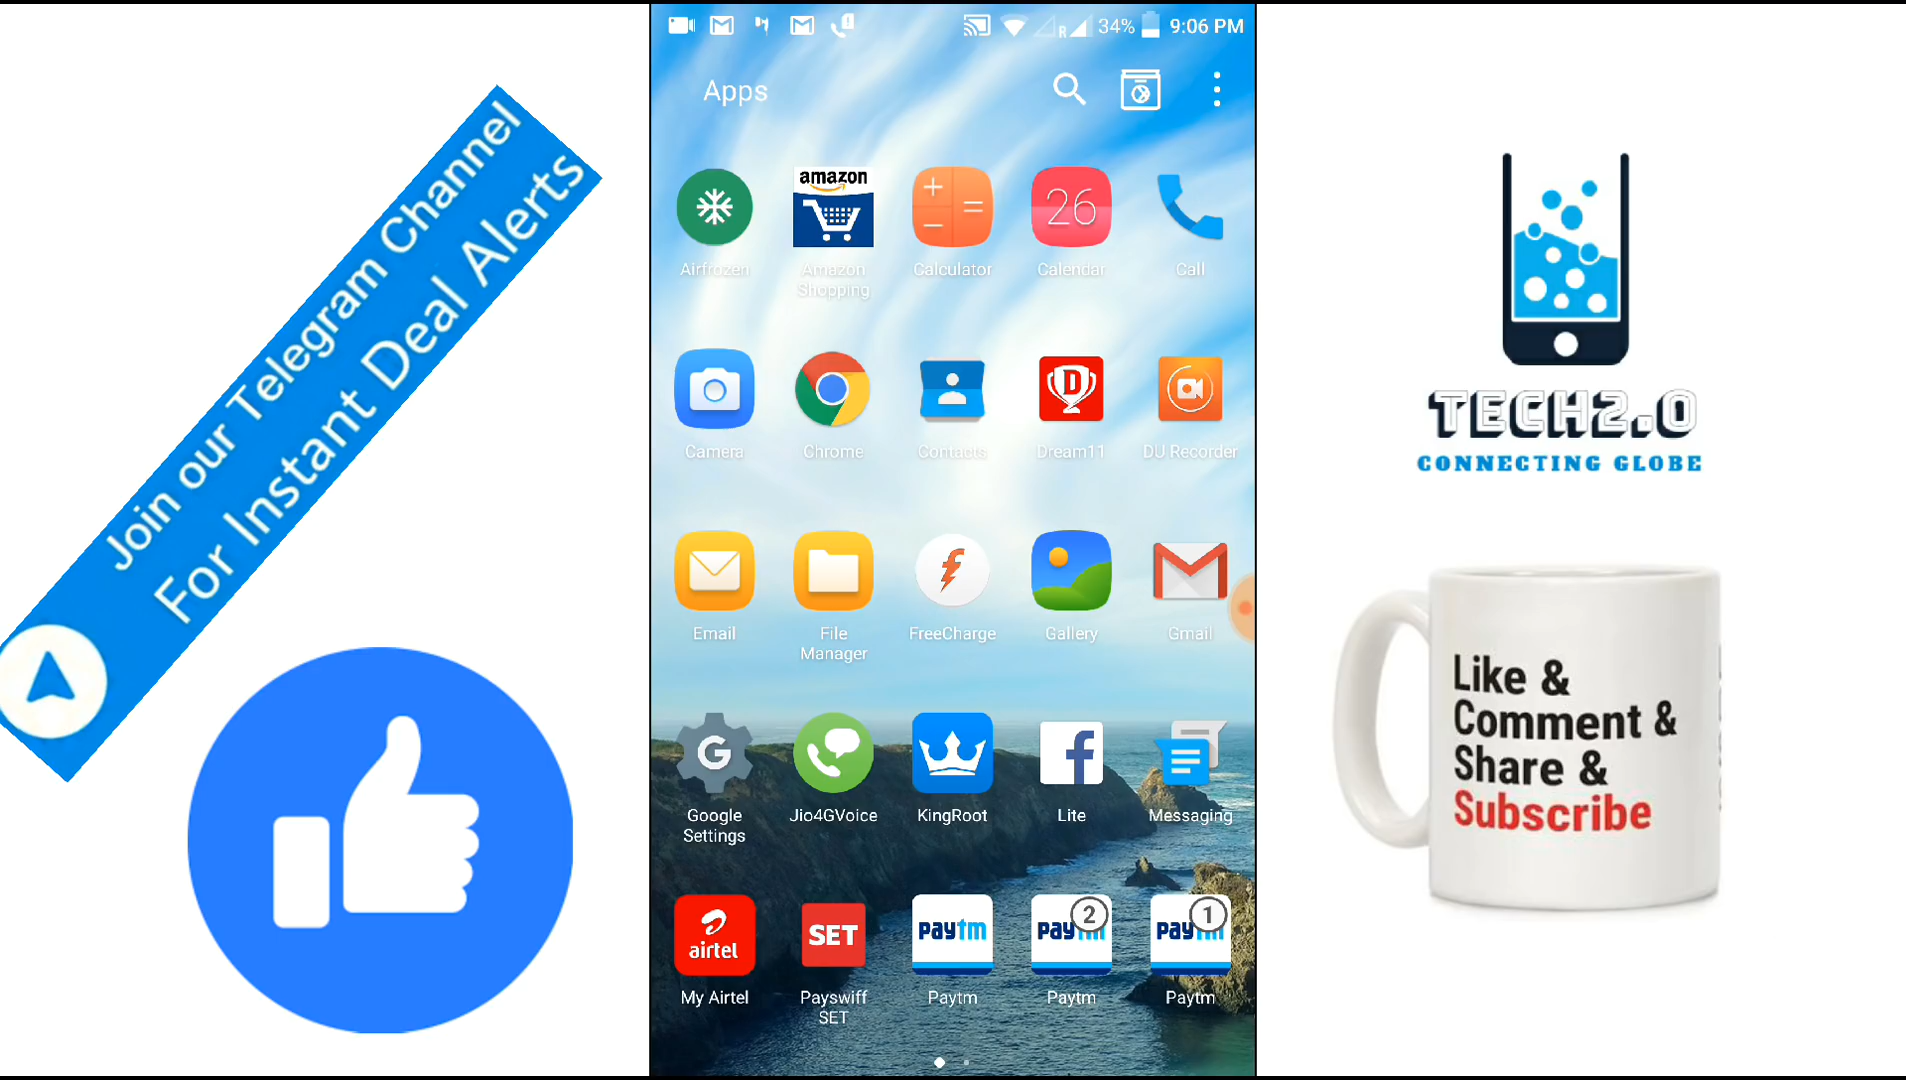 Join our Telegram Channel
For Instant Deal Alerts
R 34% 9:06 PM
Apps
amazon
26
Airfrozen
Amazon
Shopping
Calculator
Calendar
Call
D
Camera
Chrome
Contacts
Dream11
DU Recorder
Email
File
Manager
FreeCharge
Gallery
Gmail
G
Google
Settings
Jio4GVoice
KingRoot
Lite
Messaging
airtel
SET
paytm
2
1
My Airtel
Payswiff
SET
Paytm
Paytm
Paytm
TECH2.0
CONNECTING GLOBE
Like &
Comment &
Share &
Subscribe